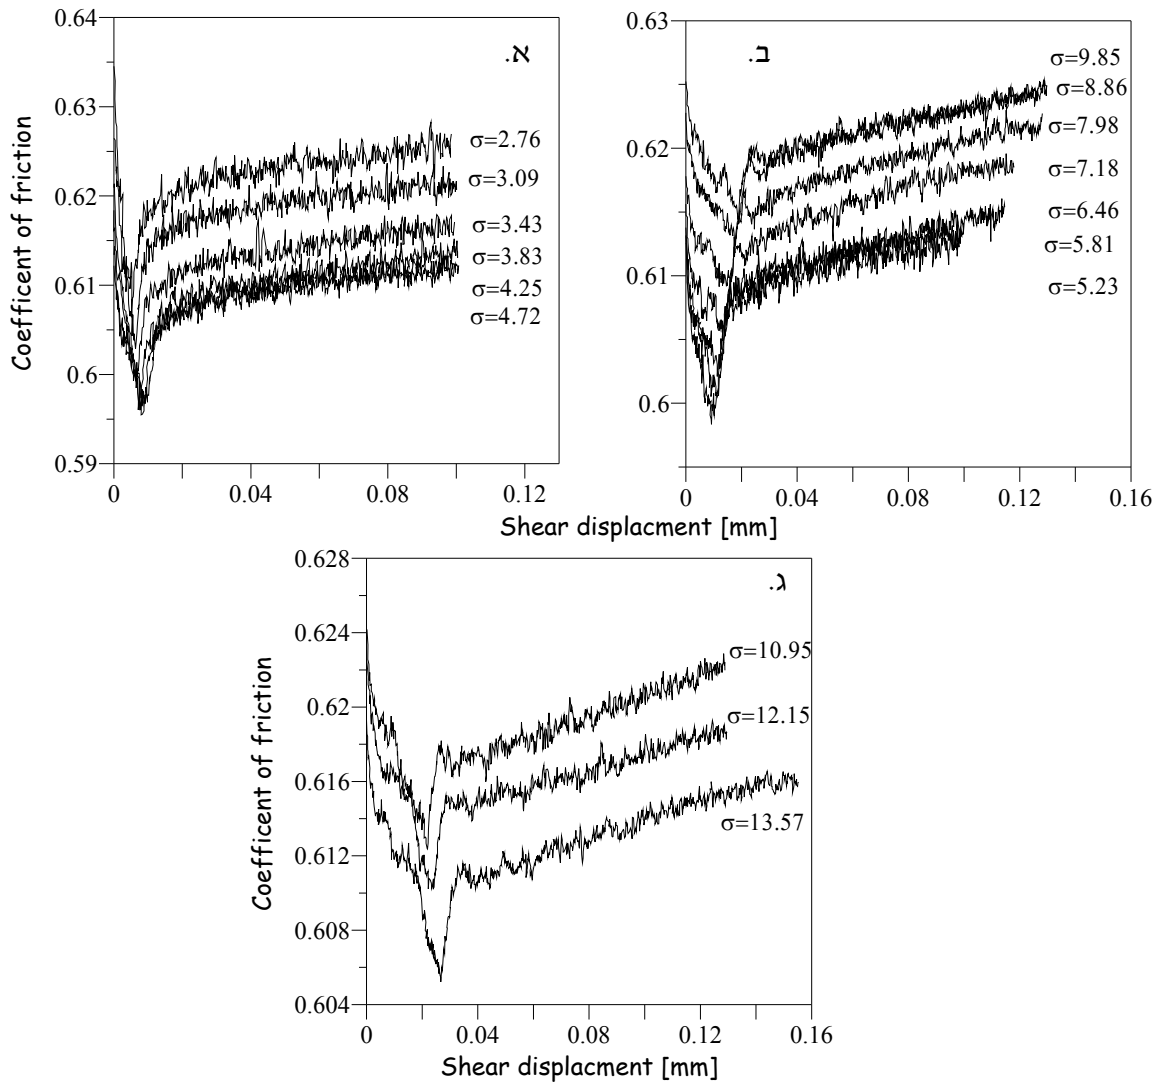 א.
0.64
0.63
0.62
0.61
0.6
0.59
Coefficent of friction
σ=2.76
σ=3.09
σ=3.43
σ=3.83
σ=4.25
σ=4.72
0
0.04
0.08
0.12
ב.
0.63
0.62
0.61
0.6
σ=9.85
σ=8.86
σ=7.98
σ=7.18
σ=6.46
σ=5.81
σ=5.23
0
0.04
0.08
0.12
0.16
Shear displacment [mm]
ג.
0.628
0.624
0.62
0.616
0.612
0.608
0.604
Coefficent of friction
σ=10.95
σ=12.15
σ=13.57
0
0.04
0.08
0.12
0.16
Shear displacment [mm]